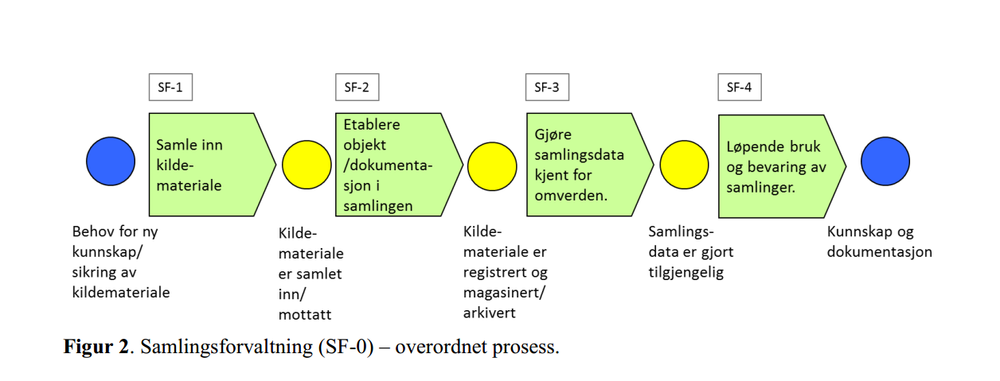 SF-1
SF-2
SF-3
SF-4
Samle inn
kilde-
materiale
Etablere
objekt
/dokumenta-
sjon i
samlingen
Gjøre
samlingsdata
kjent for
omverden.
Løpende bruk
og bevaring av
samlinger.
Behov for ny
kunnskap/
sikring av
kildemateriale
Kilde-
materiale
er samlet
inn/
mottatt
Kilde-
materiale er
registrert og
magasinert/
arkivert
Samlings-
data er gjort
tilgjengelig
Kunnskap og
dokumentasjon
Figur 2. Samlingsforvaltning (SF-0) – overordnet prosess.